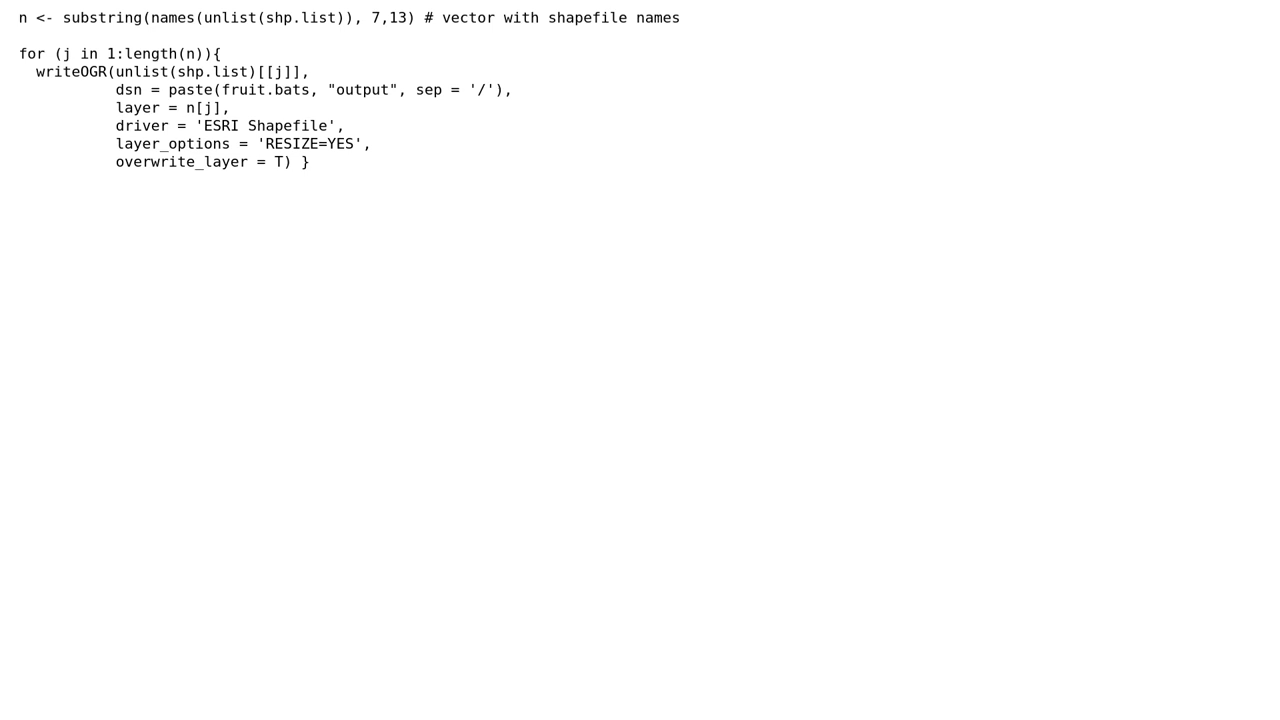 n <- substring(names(unlist(shp.list)), 7,13) # vector with shapefile names

for (j in 1:length(n)){
  writeOGR(unlist(shp.list)[[j]],
           dsn = paste(fruit.bats, "output", sep = '/'),
           layer = n[j],
           driver = 'ESRI Shapefile',
           layer_options = 'RESIZE=YES',
           overwrite_layer = T) }